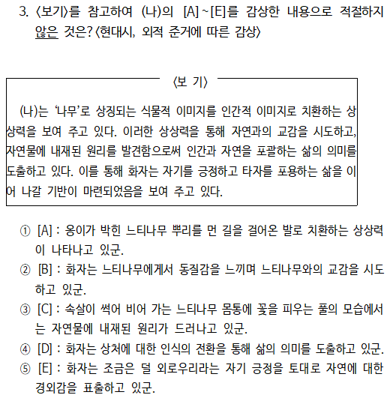 3. <보기>를 참고하여 (나)의 [A]~[E]를 감상한 내용으로 적절하지
않은 것은?<현대시, 외적 준거에 따른 감상>
<보 기>
(나)는 '나무'로 상징되는 식물적 이미지를 인간적 이미지로 치환하는 상
상력을 보여 주고 있다. 이러한 상상력을 통해 자연과의 교감을 시도하고,
자연물에 내재된 원리를 발견함으로써 인간과 자연을 포괄하는 삶의 의미를
도출하고 있다. 이를 통해 화자는 자기를 긍정하고 타자를 포용하는 삶을 이
어 나갈 기반이 마련되었음을 보여 주고 있다.
① [A] : 옹이가 박힌 느티나무 뿌리를 먼 길을 걸어온 발로 치환하는 상상력
이 나타나고 있군.
② [B] : 화자는 느티나무에게서 동질감을 느끼며 느티나무와의 교감을 시도
하고 있군.
③ [C] : 속살이 썩어 비어 가는 느티나무 몸통에 꽃을 피우는 풀의 모습에서
는 자연물에 내재된 원리가 드러나고 있군.
④ [D] : 화자는 상처에 대한 인식의 전환을 통해 삶의 의미를 도출하고 있군.
⑤ [E] : 화자는 조금은 덜 외로우리라는 자기 긍정을 토대로 자연에 대한
경외감을 표출하고 있군.